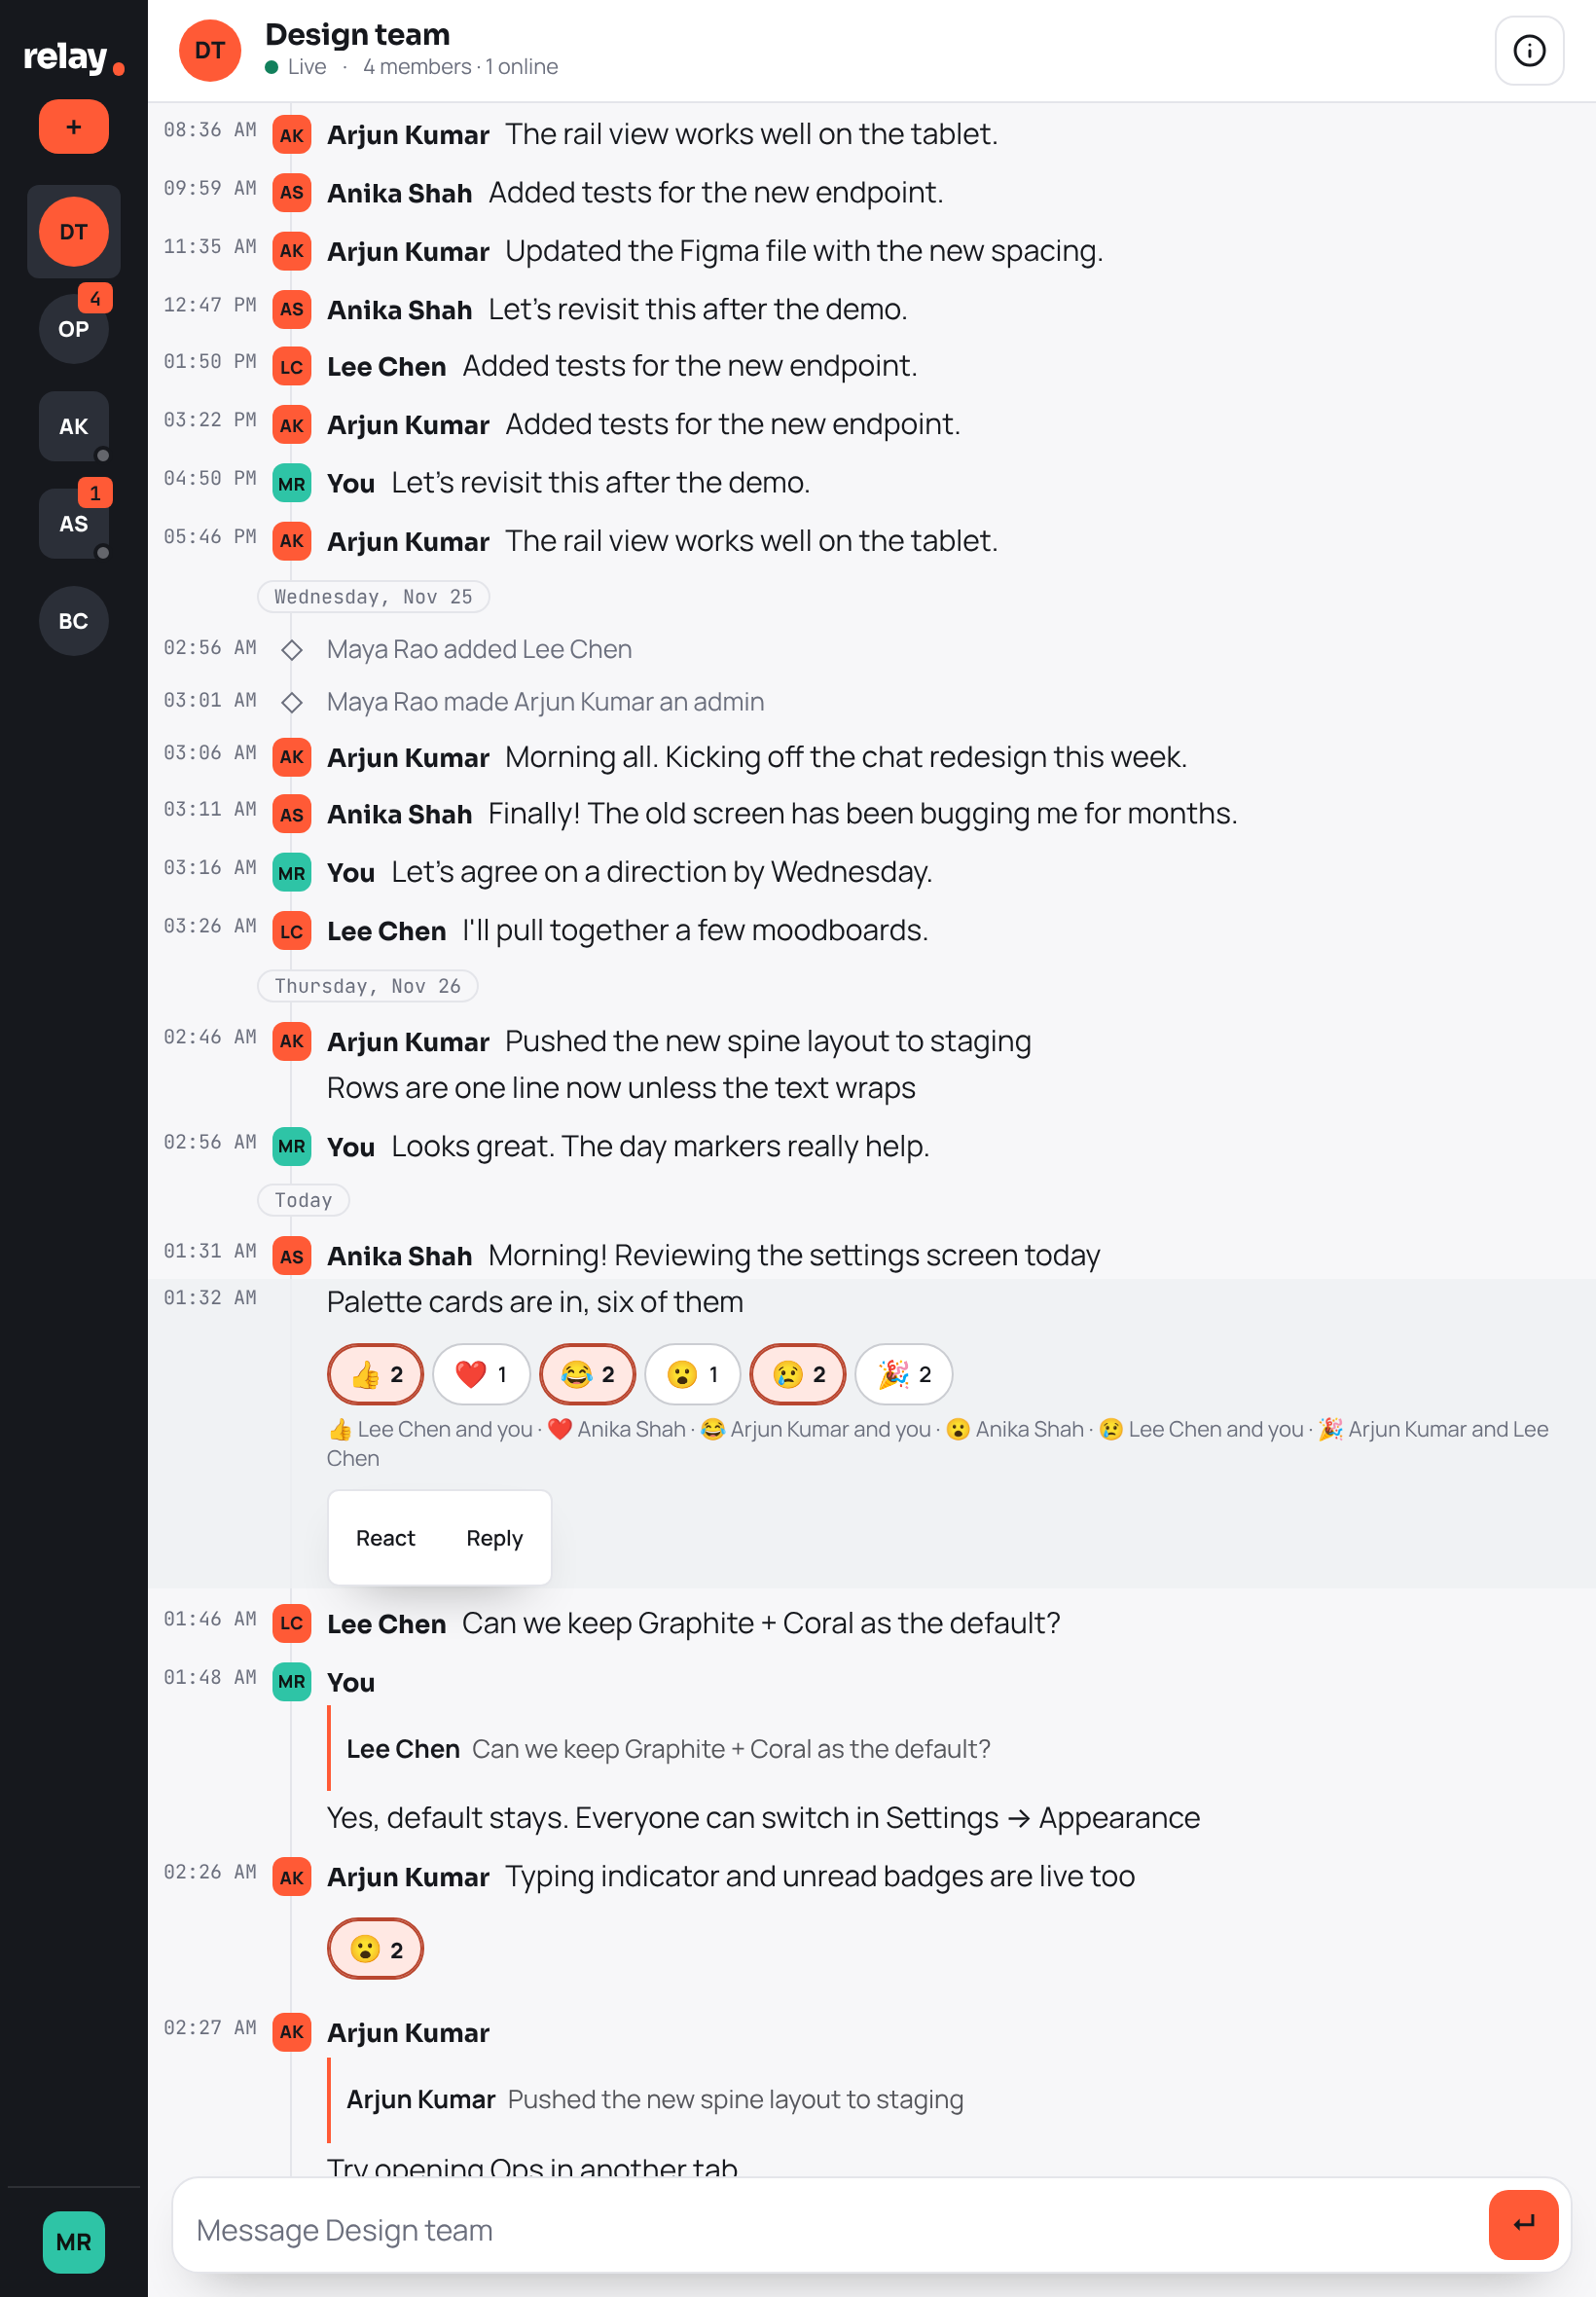 relay.
+
DT
4
OP
AK
1
AS
BC
MR
DT
Design team
Live · 4 members · 1 online
08:36 AM AK Arjun Kumar The rail view works well on the tablet.
09:59 AM AS Anika Shah Added tests for the new endpoint.
11:35 AM AK Arjun Kumar Updated the Figma file with the new spacing.
12:47 PM AS Anika Shah Let's revisit this after the demo.
01:50 PM LC Lee Chen Added tests for the new endpoint.
03:22 PM AK Arjun Kumar Added tests for the new endpoint.
04:50 PM MR You Let's revisit this after the demo.
05:46 PM AK Arjun Kumar The rail view works well on the tablet.
Wednesday, Nov 25
02:56 AM Maya Rao added Lee Chen
03:01 AM Maya Rao made Arjun Kumar an admin
03:06 AM AK Arjun Kumar Morning all. Kicking off the chat redesign this week.
03:11 AM AS Anika Shah Finally! The old screen has been bugging me for months.
03:16 AM MR You Let's agree on a direction by Wednesday.
03:26 AM LC Lee Chen I'll pull together a few moodboards.
Thursday, Nov 26
02:46 AM AK Arjun Kumar Pushed the new spine layout to staging
Rows are one line now unless the text wraps
02:56 AM MR You Looks great. The day markers really help.
Today
01:31 AM AS Anika Shah Morning! Reviewing the settings screen today
01:32 AM Palette cards are in, six of them
👍 2 ❤️ 1 😂 2 😮 1 😢 2 🎉 2
👍 Lee Chen and you · ❤️ Anika Shah · 😂 Arjun Kumar and you · 😮 Anika Shah · 😢 Lee Chen and you · 🎉 Arjun Kumar and Lee
Chen
React Reply
01:46 AM LC Lee Chen Can we keep Graphite + Coral as the default?
01:48 AM MR You
Lee Chen Can we keep Graphite + Coral as the default?
Yes, default stays. Everyone can switch in Settings → Appearance
02:26 AM AK Arjun Kumar Typing indicator and unread badges are live too
😮 2
02:27 AM AK Arjun Kumar
Arjun Kumar Pushed the new spine layout to staging
Try opening Ops in another tab
Message Design team